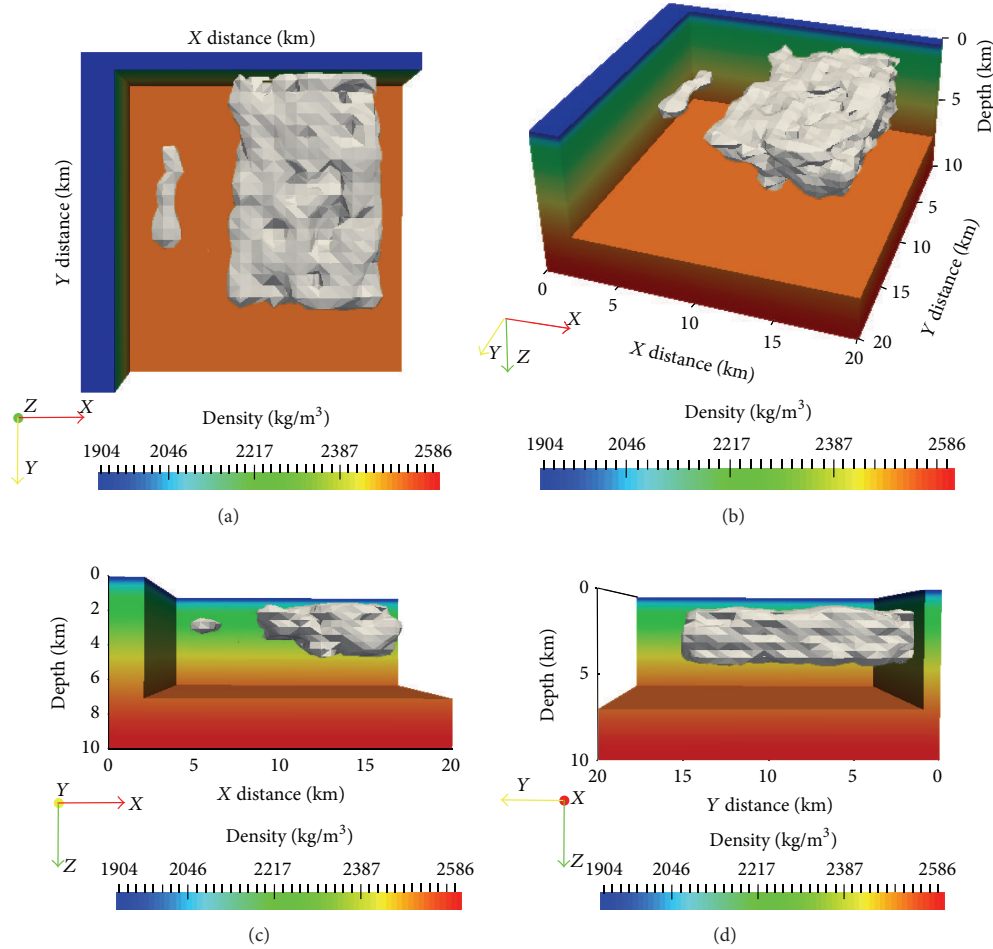 X distance (km)
Y distance (km)
Z
X
Y
Density (kg/m³)
1904 2046 2217 2387 2586
(a)
0
5
10
Depth (km)
5
10
15
20
Y distance (km)
0
5
10
15
20
X distance (km)
X
Y
Z
Density (kg/m³)
1904 2046 2217 2387 2586
(b)
0
2
4
6
8
10
Depth (km)
0 5 10 15 20
X distance (km)
Y
X
Z
Density (kg/m³)
1904 2046 2217 2387 2586
(c)
0
5
10
Depth (km)
20 15 10 5 0
Y distance (km)
Y
X
Z
Density (kg/m³)
1904 2046 2217 2387 2586
(d)